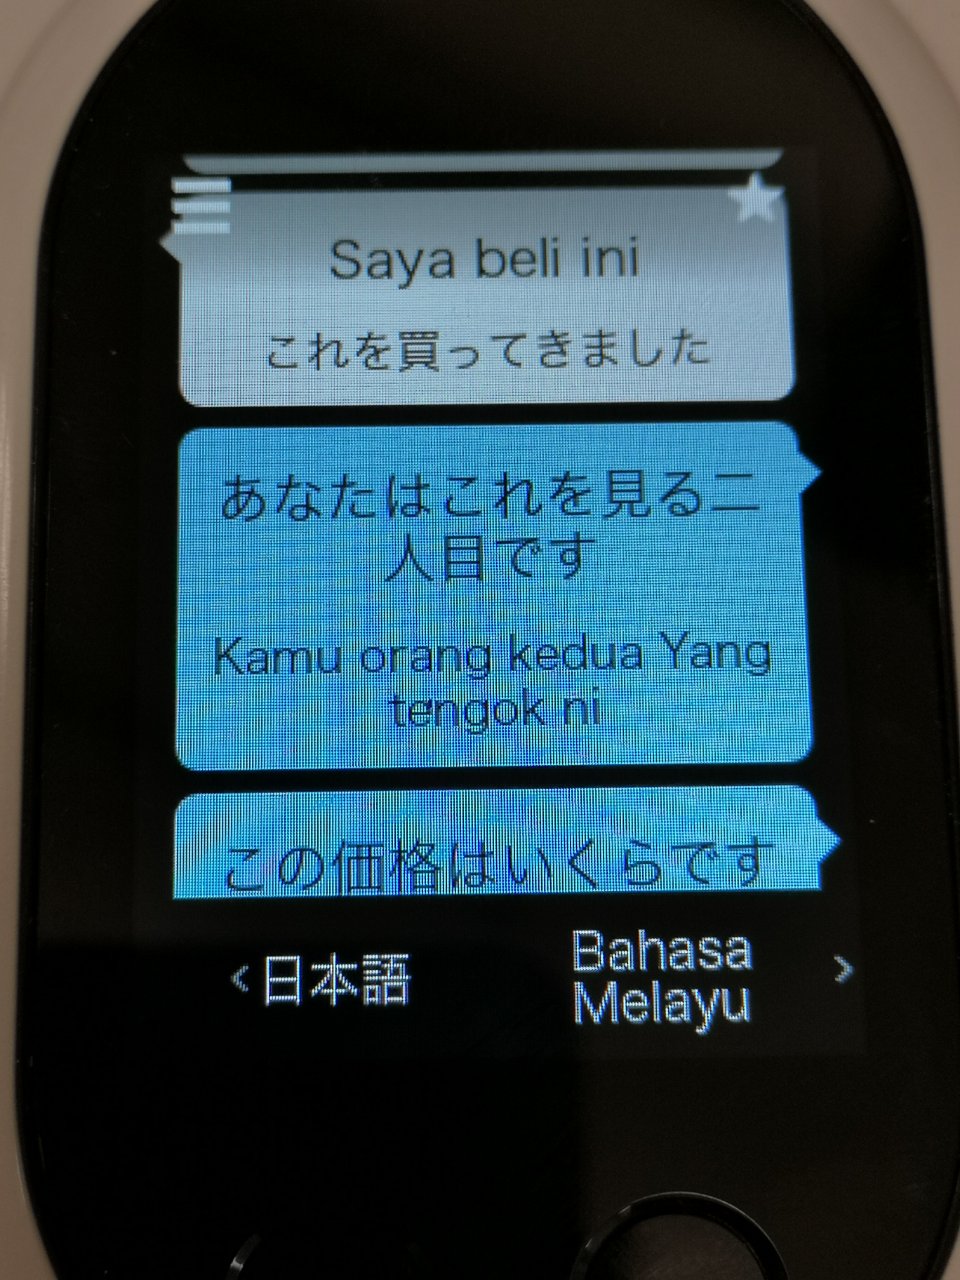 Saya beli ini
これを買ってきました
あなたはこれを見る二
人目です
Kamu orang kedua Yang
tengok ni
この価格はいくらです
日本語
Bahasa
Melayu